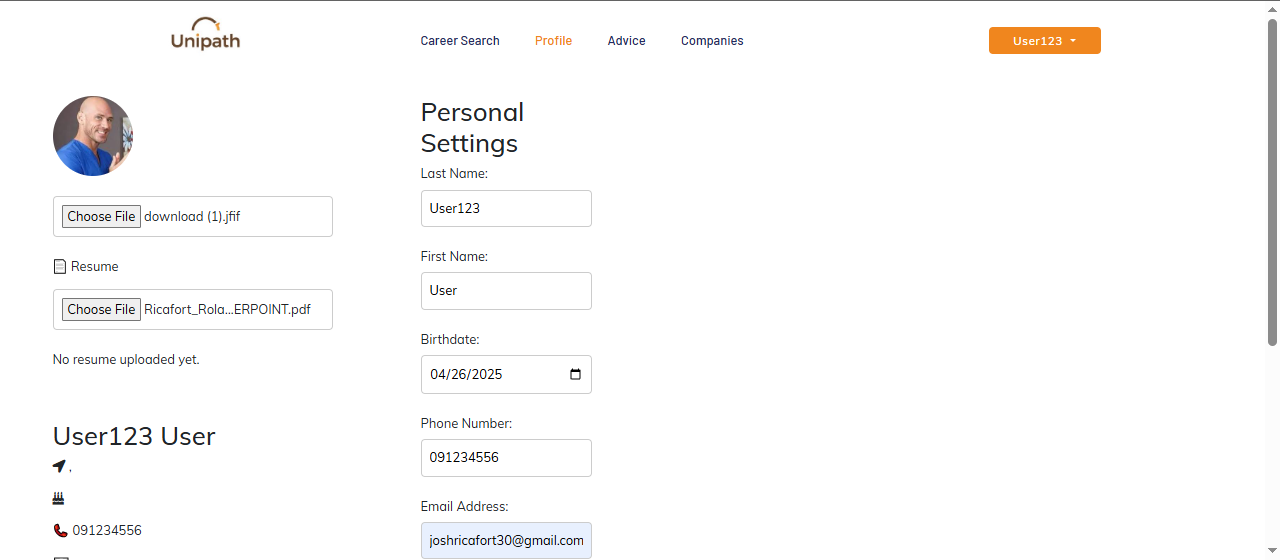 Unipath
Career Search
Profile
Advice
Companies
User123
Choose File download (1).jfif
Resume
Choose File Ricafort_Rola...ERPOINT.pdf
No resume uploaded yet.
User123 User
,
091234556
Personal
Settings
Last Name:
User123
First Name:
User
Birthdate:
04/26/2025
Phone Number:
091234556
Email Address:
joshricafort30@gmail.com